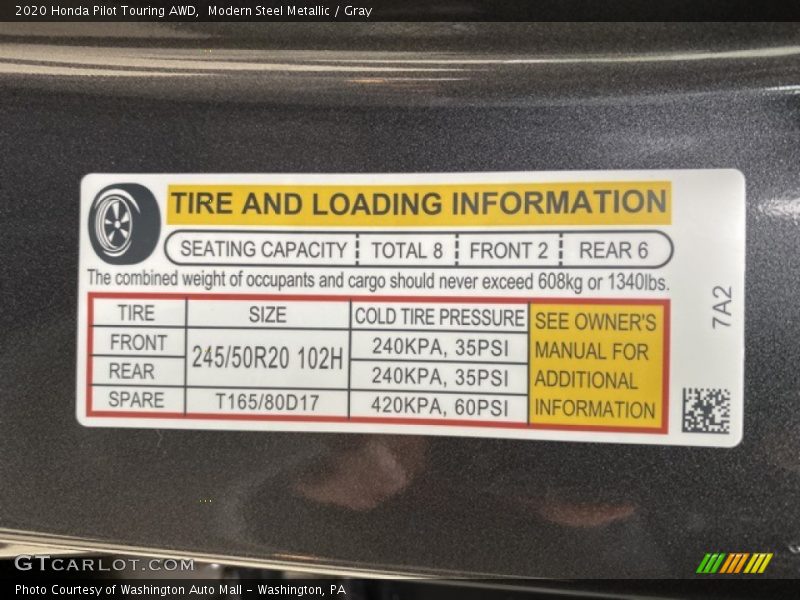 2020 Honda Pilot Touring AWD,  Modern Steel Metallic / Gray
TIRE AND LOADING INFORMATION
SEATING CAPACITY TOTAL 8 FRONT 2 REAR 6
The combined weight of occupants and cargo should never exceed 608kg or 1340lbs.
TIRE SIZE COLD TIRE PRESSURE
FRONT 245/50R20 102H 240KPA, 35PSI
REAR 240KPA, 35PSI
SPARE T165/80D17 420KPA, 60PSI
SEE OWNER'S
MANUAL FOR
ADDITIONAL
INFORMATION
7A2
GTCARLOT.COM
Photo Courtesy of Washington Auto Mall - Washington, PA